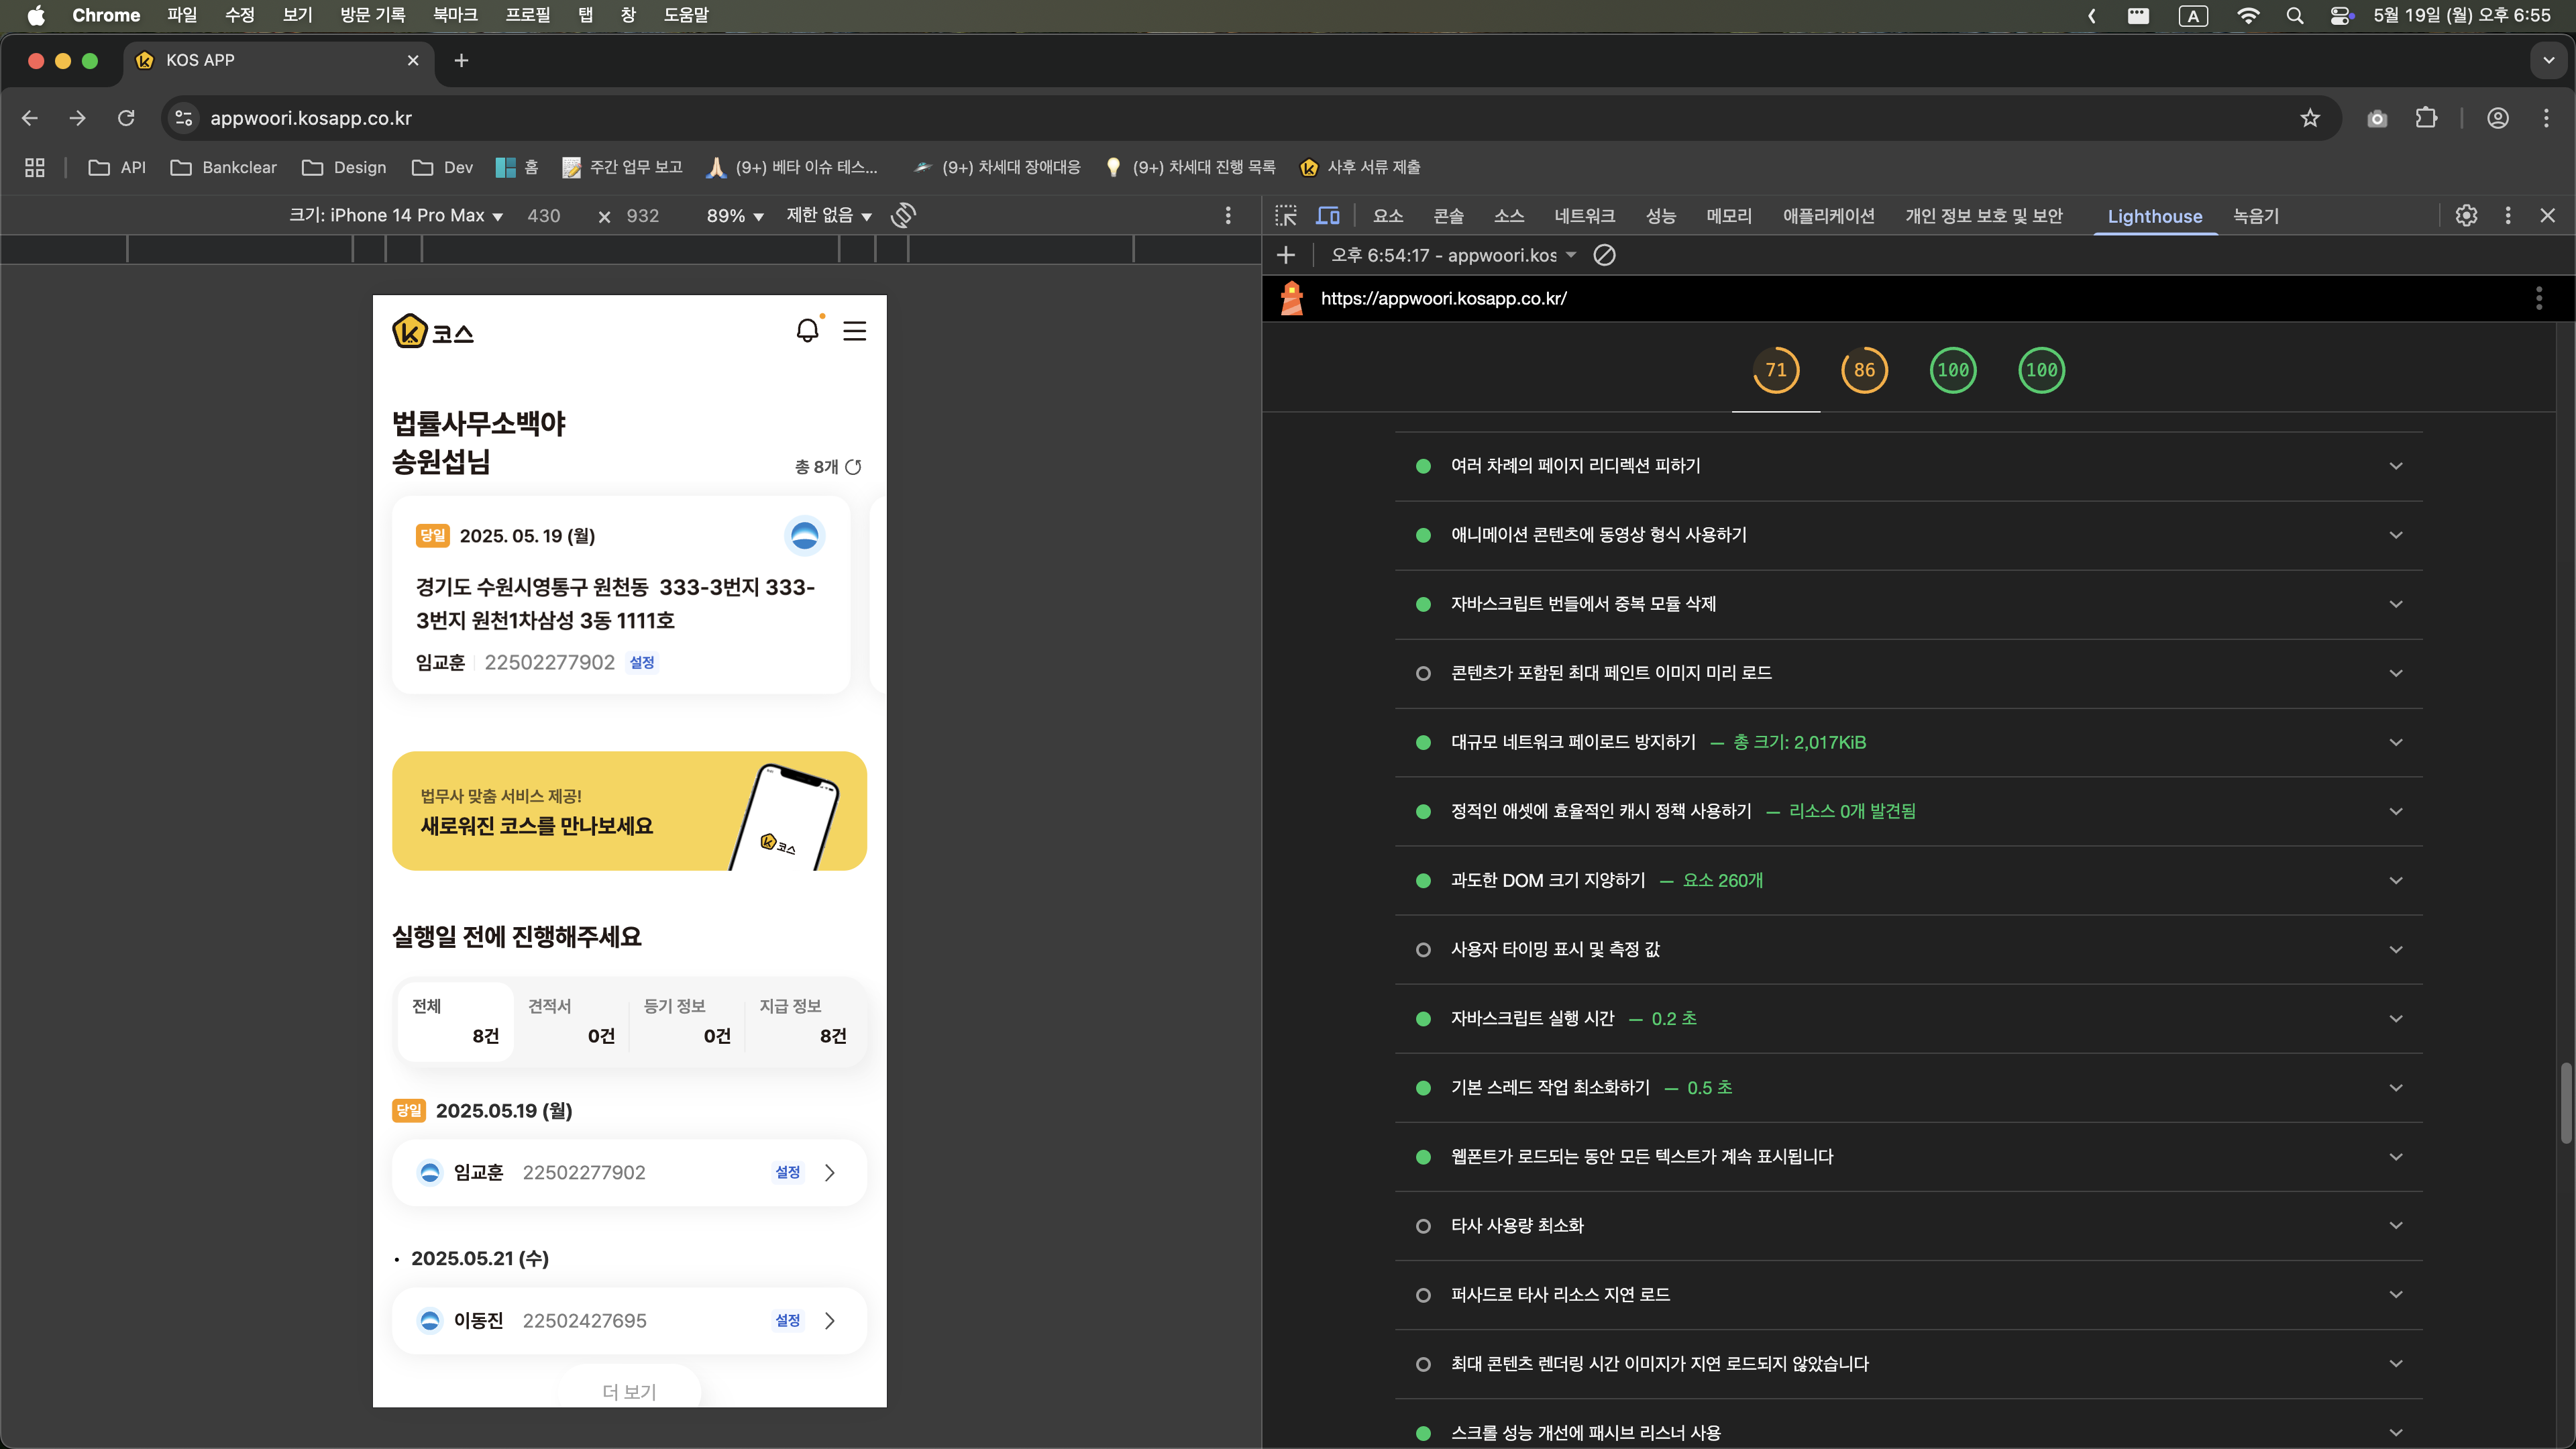 Chrome 파일 수정 보기 방문 기록 북마크 프로필 탭 창 도움말
A 5월 19일 (월) 오후 6:55
KOS APP
appwoori.kosapp.co.kr
API Bankclear Design Dev 홈 주간 업무 보고 (9+) 베타 이슈 테스... (9+) 차세대 장애대응 (9+) 차세대 진행 목록 사후 서류 제출
크기: iPhone 14 Pro Max 430 × 932 89% 제한 없음
요소 콘솔 소스 네트워크 성능 메모리 애플리케이션 개인 정보 보호 및 보안 Lighthouse 녹음기
오후 6:54:17 - appwoori.kos
https://appwoori.kosapp.co.kr/
71 86 100 100
코스
법률사무소백야
송원섭님
총 8개
당일 2025. 05. 19 (월)
경기도 수원시영통구 원천동 333-3번지 333-
3번지 원천1차삼성 3동 1111호
임교훈 22502277902 설정
법무사 맞춤 서비스 제공!
새로워진 코스를 만나보세요
코스
실행일 전에 진행해주세요
전체 견적서 등기 정보 지급 정보
8건 0건 0건 8건
당일 2025.05.19 (월)
임교훈 22502277902 설정
• 2025.05.21 (수)
이동진 22502427695 설정
더 보기
여러 차례의 페이지 리디렉션 피하기
애니메이션 콘텐츠에 동영상 형식 사용하기
자바스크립트 번들에서 중복 모듈 삭제
콘텐츠가 포함된 최대 페인트 이미지 미리 로드
대규모 네트워크 페이로드 방지하기 — 총 크기: 2,017KiB
정적인 애셋에 효율적인 캐시 정책 사용하기 — 리소스 0개 발견됨
과도한 DOM 크기 지양하기 — 요소 260개
사용자 타이밍 표시 및 측정 값
자바스크립트 실행 시간 — 0.2 초
기본 스레드 작업 최소화하기 — 0.5 초
웹폰트가 로드되는 동안 모든 텍스트가 계속 표시됩니다
타사 사용량 최소화
퍼사드로 타사 리소스 지연 로드
최대 콘텐츠 렌더링 시간 이미지가 지연 로드되지 않았습니다
스크롤 성능 개선에 패시브 리스너 사용